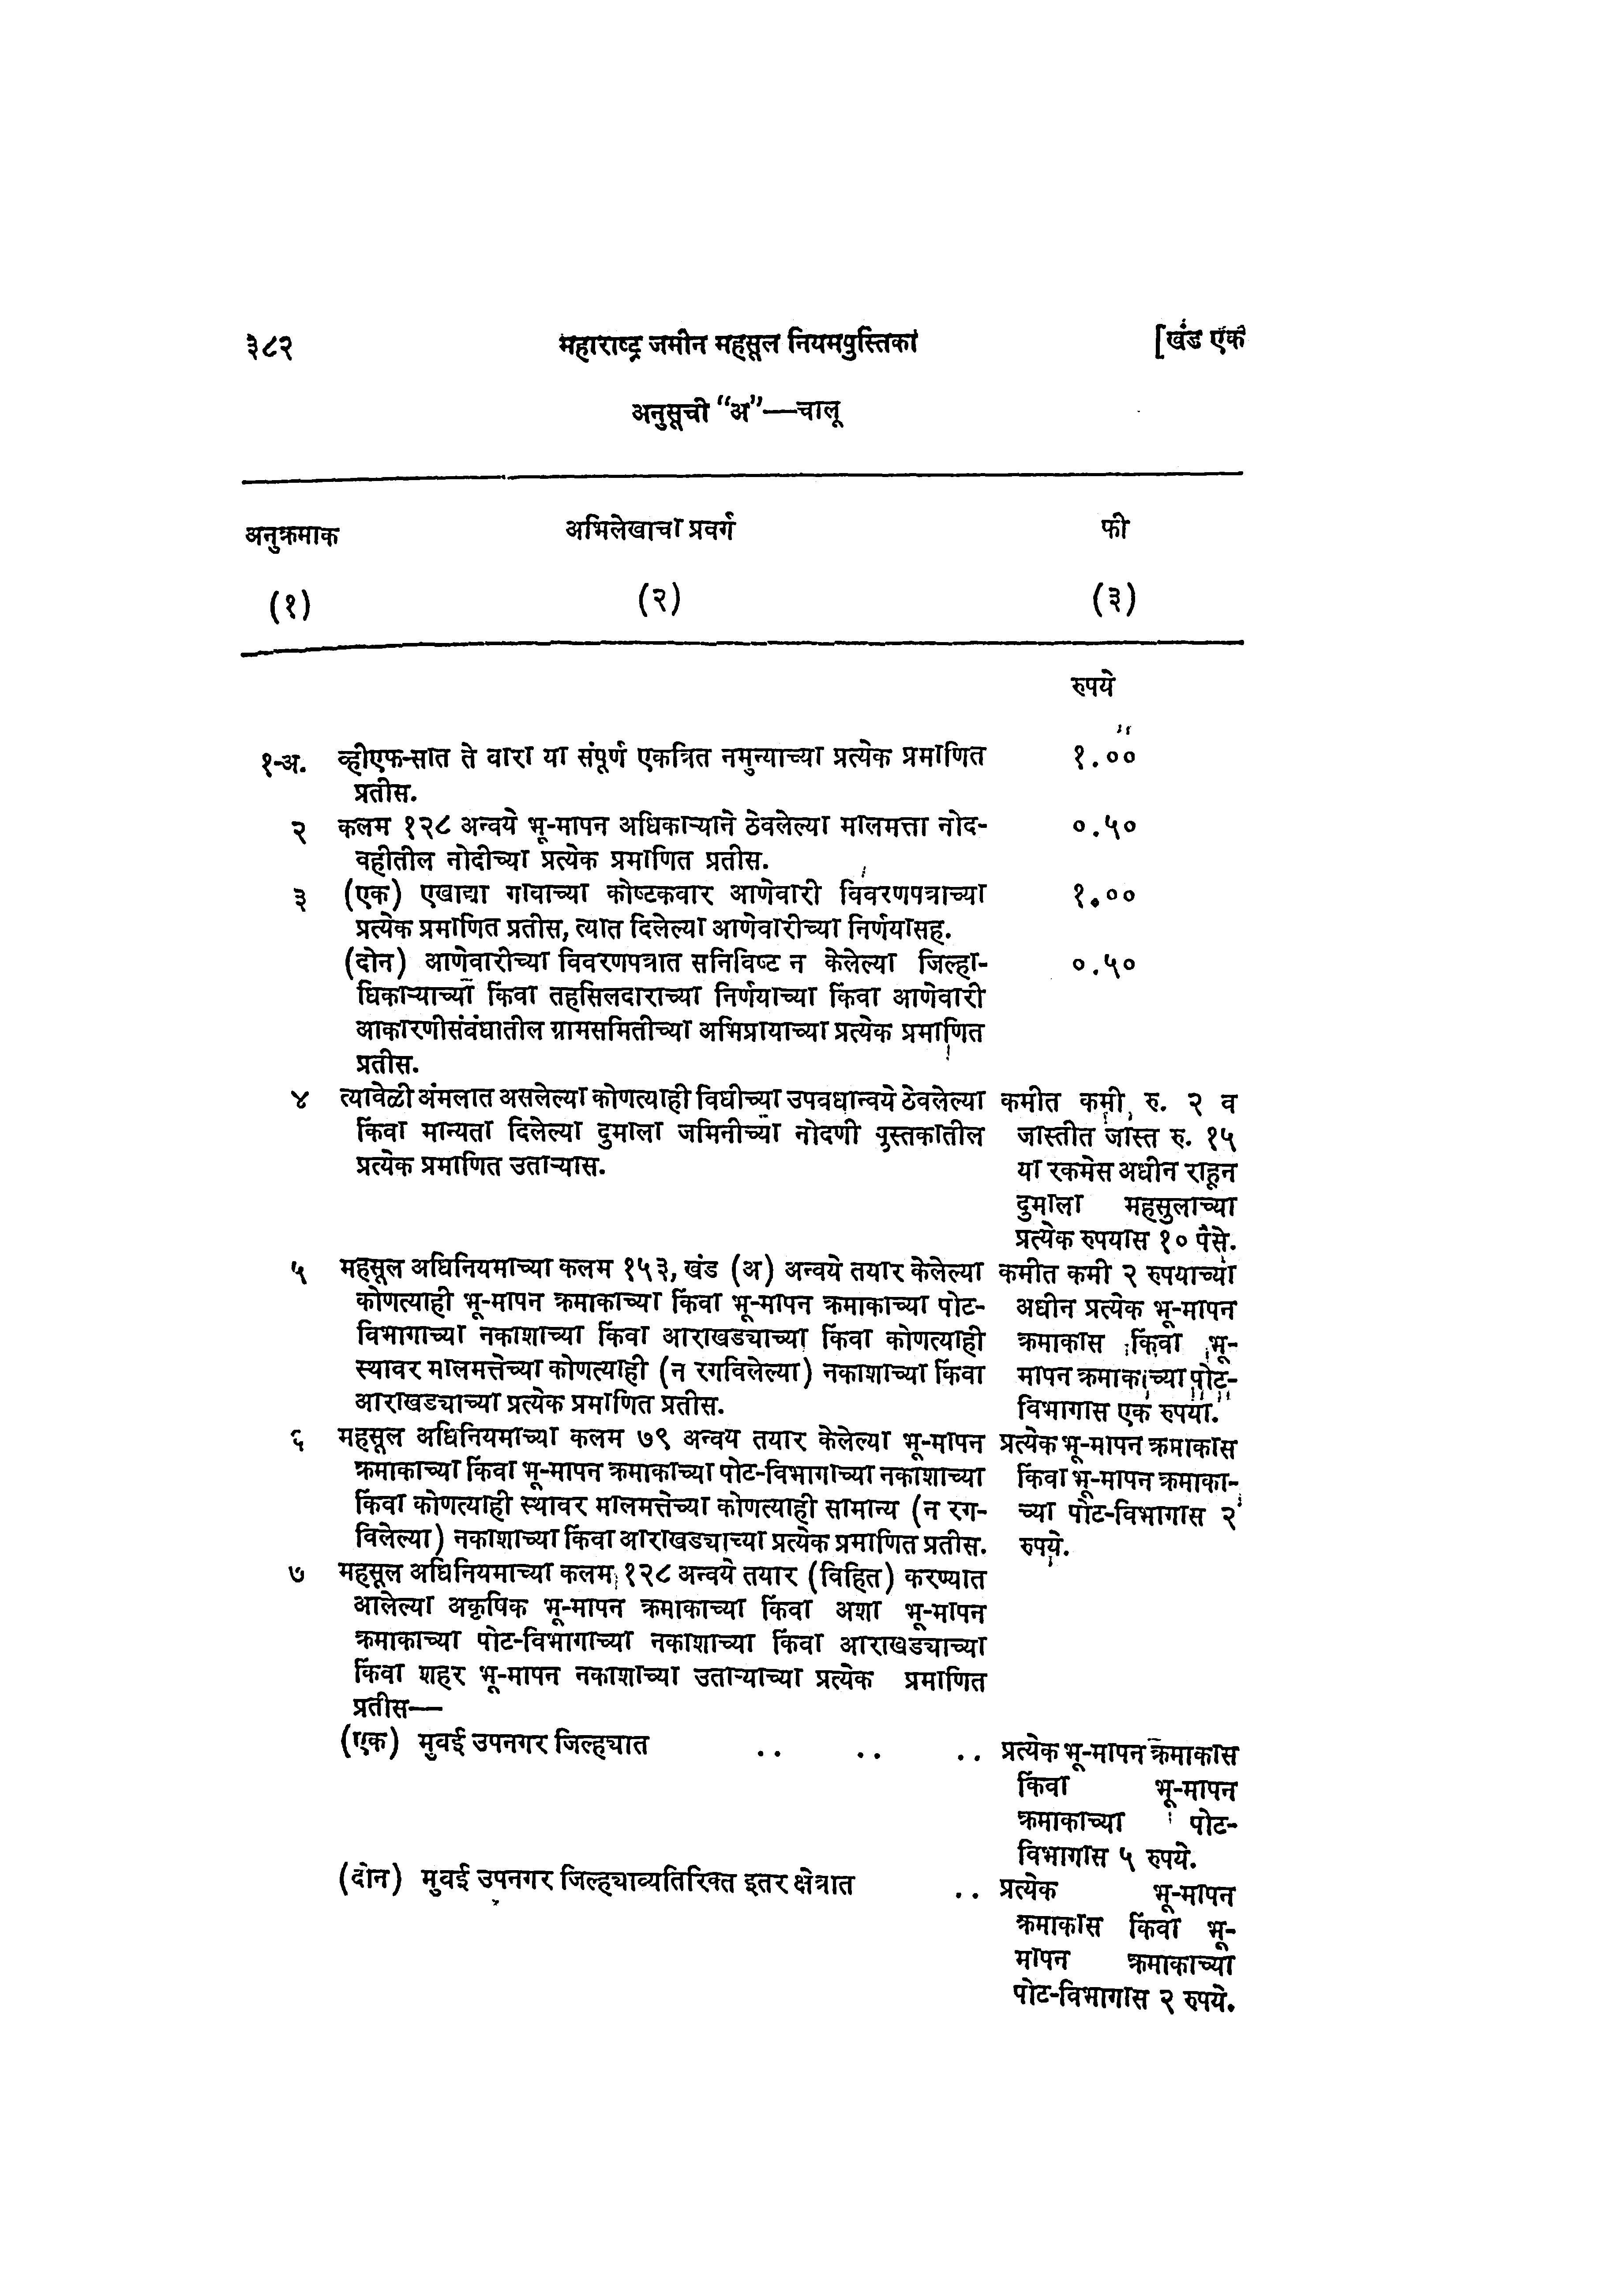 ३८२ महाराष्ट्र जमीन महसूल नियमपुस्तिका [खंड एक
अनुसूची “अ”—चालू
अनुक्रमाक अभिलेखाचा प्रवर्ग फी
(१) (२) (३)
रुपये
१-अ. व्हीएफ-सात ते वारा या संपूर्ण एकत्रित नमुन्याच्या प्रत्येक प्रमाणित १.००
प्रतीस.
२ कलम १२८ अन्वये भू-मापन अधिकाऱ्याने ठेवलेल्या मालमत्ता नोद- ०.५०
वहीतील नोदीच्या प्रत्येक प्रमाणित प्रतीस.
३ (एक) एखाद्या गावाच्या कोष्टकवार आणेवारी विवरणपत्राच्या १.००
प्रत्येक प्रमाणित प्रतीस, त्यात दिलेल्या आणेवारीच्या निर्णयासह.
(दोन) आणेवारीच्या विवरणपत्रात सनिविष्ट न केलेल्या जिल्हा- ०.५०
धिकाऱ्याच्या किंवा तहसिलदाराच्या निर्णयाच्या किंवा आणेवारी
आकारणीसंवंधातील ग्रामसमितीच्या अभिप्रायाच्या प्रत्येक प्रमाणित
प्रतीस.
४ त्यावेळी अंमलात असलेल्या कोणत्याही विधीच्या उपवधान्वये ठेवलेल्या कमीत कमी रु. २ व
किंवा मान्यता दिलेल्या दुमाला जमिनीच्या नोदणी पुस्तकातील जास्तीत जास्त रु. १५
प्रत्येक प्रमाणित उताऱ्यास. या रकमेस अधीन राहून
दुमाला महसुलाच्या
प्रत्येक रुपयास १० पैसे.
५ महसूल अधिनियमाच्या कलम १५३, खंड (अ) अन्वये तयार केलेल्या कमीत कमी २ रुपयाच्या
कोणत्याही भू-मापन क्रमाकाच्या किंवा भू-मापन क्रमाकाच्या पोट- अधीन प्रत्येक भू-मापन
विभागाच्या नकाशाच्या किंवा आराखड्याच्या किंवा कोणत्याही क्रमाकास किंवा भू-
स्थावर मालमत्तेच्या कोणत्याही (न रगविलेल्या) नकाशाच्या किंवा मापन क्रमाकाच्या पोट-
आराखड्याच्या प्रत्येक प्रमाणित प्रतीस. विभागास एक रुपया.
६ महसूल अधिनियमाच्या कलम ७९ अन्वय तयार केलेल्या भू-मापन प्रत्येक भू-मापन क्रमाकास
क्रमाकाच्या किंवा भू-मापन क्रमाकाच्या पोट-विभागाच्या नकाशाच्या किंवा भू-मापन क्रमाका-
किंवा कोणत्याही स्थावर मालमत्तेच्या कोणत्याही सामान्य (न रग- च्या पोट-विभागास २
विलेल्या) नकाशाच्या किंवा आराखड्याच्या प्रत्येक प्रमाणित प्रतीस. रुपये.
७ महसूल अधिनियमाच्या कलम १२८ अन्वये तयार (विहित) करण्यात
आलेल्या अकृषिक भू-मापन क्रमाकाच्या किंवा अशा भू-मापन
क्रमाकाच्या पोट-विभागाच्या नकाशाच्या किंवा आराखड्याच्या
किंवा शहर भू-मापन नकाशाच्या उताऱ्याच्या प्रत्येक प्रमाणित
प्रतीस—
(एक) मुवई उपनगर जिल्ह्यात .. .. .. प्रत्येक भू-मापन क्रमाकास
किंवा भू-मापन
क्रमाकाच्या पोट-
विभागास ५ रुपये.
(दोन) मुवई उपनगर जिल्ह्याव्यतिरिक्त इतर क्षेत्रात .. प्रत्येक भू-मापन
क्रमाकास किंवा भू-
मापन क्रमाकाच्या
पोट-विभागास २ रुपये.